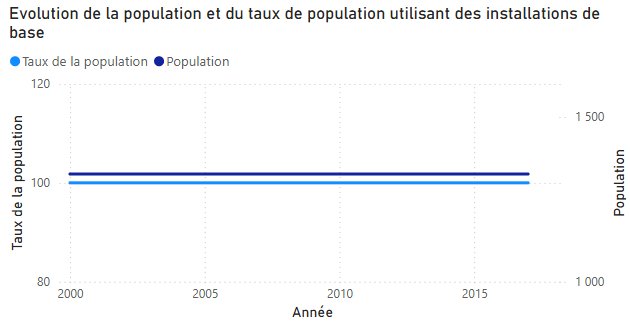 Evolution de la population et du taux de population utilisant des installations de
base
Taux de la population Population
120
100
80
Taux de la population
1 500
1 000
Population
2000 2005 2010 2015
Année